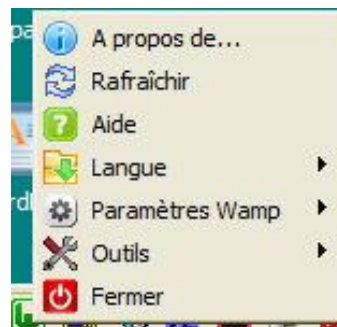 A propos de...
Rafraîchir
Aide
Langue
Paramètres Wamp
Outils
Fermer